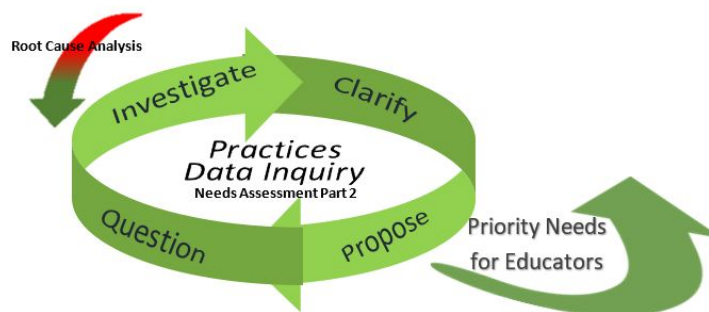 Root Cause Analysis
Investigate
Clarify
Practices
Data Inquiry
Needs Assessment Part 2
Question
Propose
Priority Needs
for Educators